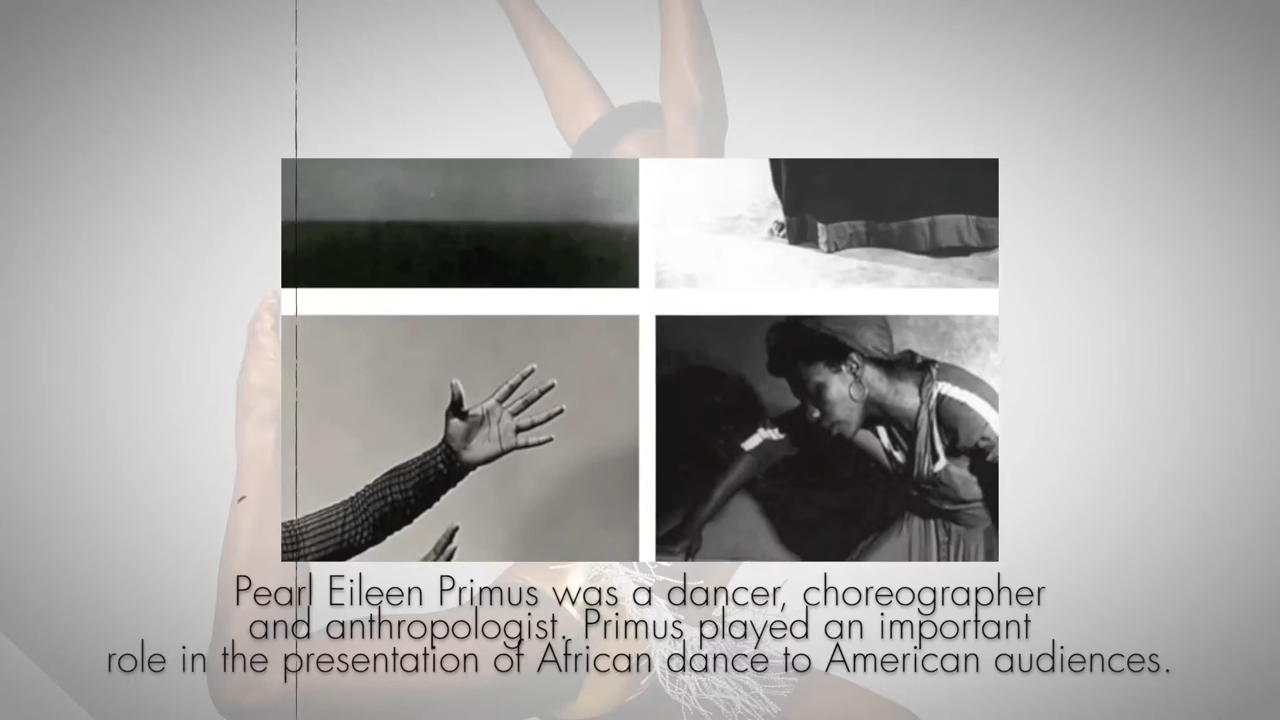 Pearl Eileen Primus was a dancer, choreographer
and anthropologist. Primus played an important
role in the presentation of African dance to American audiences.